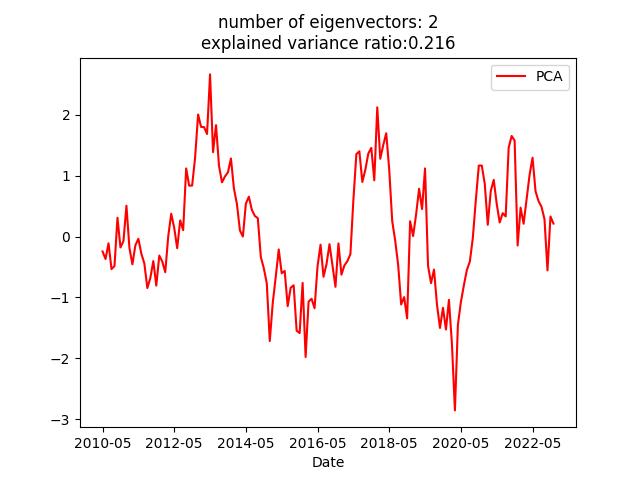 number of eigenvectors: 2
explained variance ratio:0.216
PCA
2
1
0
−1
−2
−3
2010-05 2012-05 2014-05 2016-05 2018-05 2020-05 2022-05
Date